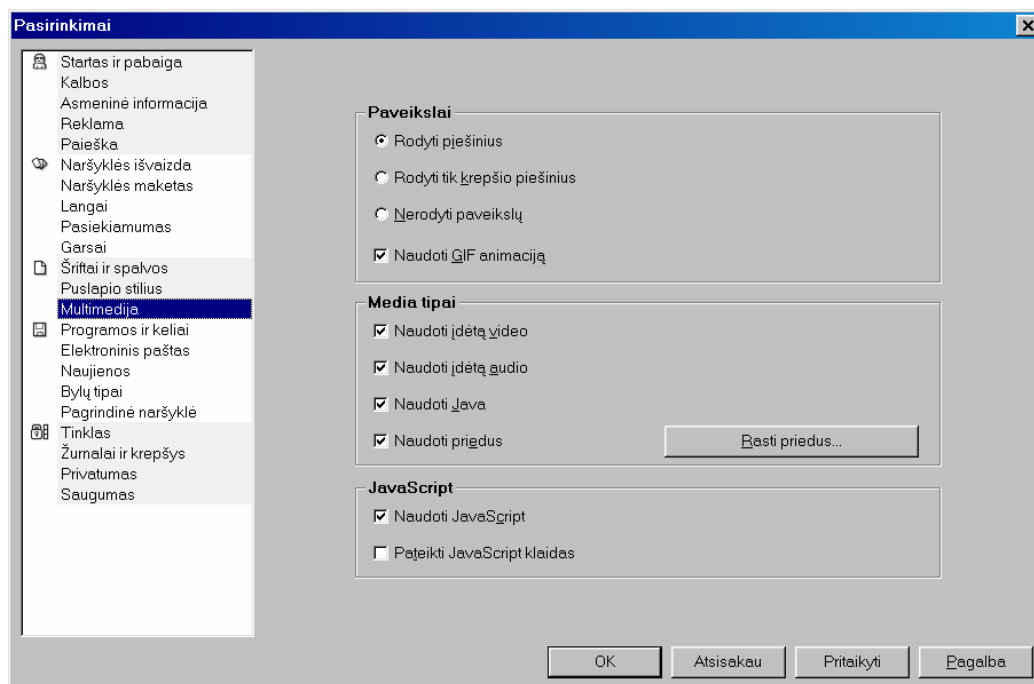 Pasirinkimai
Startas ir pabaiga
Kalbos
Asmeninė informacija
Reklama
Paieška
Naršyklės išvaizda
Naršyklės maketas
Langai
Pasiekiamumas
Garsai
Šriftai ir spalvos
Puslapio stilius
Multimedija
Programos ir keliai
Elektroninis paštas
Naujienos
Bylų tipai
Pagrindinė naršyklė
Tinklas
Žurnalai ir krepšys
Privatumas
Saugumas
Paveikslai
Rodyti piešinius
Rodyti tik krepšio piešinius
Nerodyti paveikslų
Naudoti GIF animaciją
Media tipai
Naudoti įdėtą video
Naudoti įdėtą audio
Naudoti Java
Naudoti priedus
Rasti priedus...
JavaScript
Naudoti JavaScript
Pateikti JavaScript klaidas
OK
Atsisakau
Pritaikyti
Pagalba